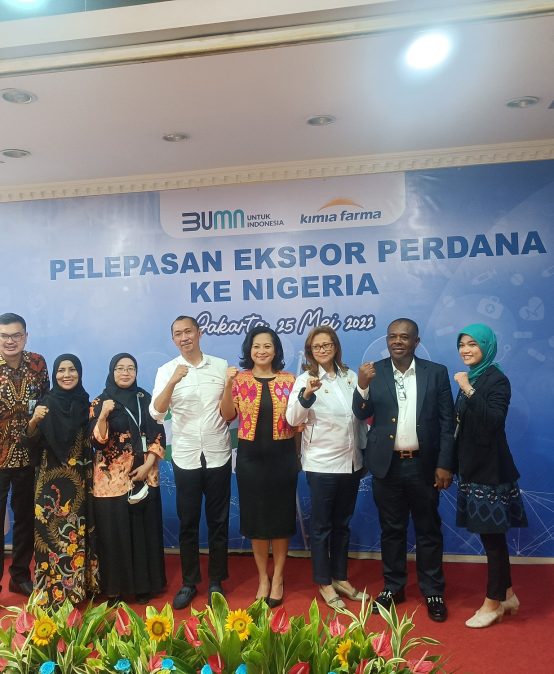 BUMN UNTUK
INDONESIA
kimia farma
PELEPASAN EKSPOR PERDANA
KE NIGERIA
Jakarta, 25 Mei 2022